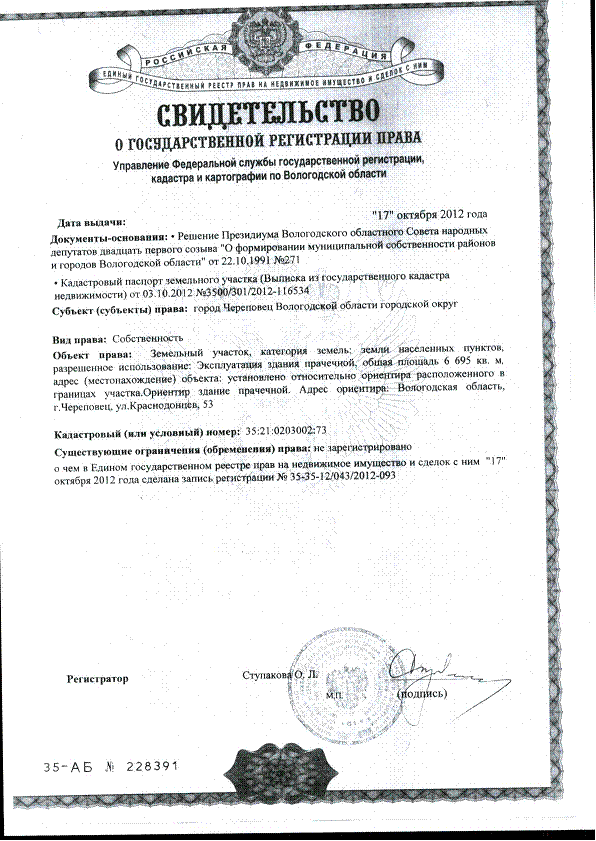 РОССИЙСКАЯ ФЕДЕРАЦИЯ
ЕДИНЫЙ ГОСУДАРСТВЕННЫЙ РЕЕСТР ПРАВ НА НЕДВИЖИМОЕ ИМУЩЕСТВО И СДЕЛОК С НИМ
СВИДЕТЕЛЬСТВО
О ГОСУДАРСТВЕННОЙ РЕГИСТРАЦИИ ПРАВА
Управление Федеральной службы государственной регистрации,
кадастра и картографии по Вологодской области
Дата выдачи: "17" октября 2012 года
Документы-основания: • Решение Президиума Вологодского областного Совета народных
депутатов двадцать первого созыва "О формировании муниципальной собственности районов
и городов Вологодской области" от 22.10.1991 №271
• Кадастровый паспорт земельного участка (Выписка из государственного кадастра
недвижимости) от 03.10.2012 №3500/301/2012-116534
Субъект (субъекты) права: город Череповец Вологодской области городской округ
Вид права: Собственность
Объект права: Земельный участок, категория земель: земли населенных пунктов,
разрешенное использование: Эксплуатация здания прачечной, общая площадь 6 695 кв. м,
адрес (местонахождение) объекта: установлено относительно ориентира расположенного в
границах участка.Ориентир здание прачечной. Адрес ориентира: Вологодская область,
г.Череповец, ул.Краснодонцев, 53
Кадастровый (или условный) номер: 35:21:0203002:73
Существующие ограничения (обременения) права: не зарегистрировано
о чем в Едином государственном реестре прав на недвижимое имущество и сделок с ним "17"
октября 2012 года сделана запись регистрации № 35-35-12/043/2012-093
Регистратор Ступакова О. Л.
м.п. (подпись)
35-АБ № 228391